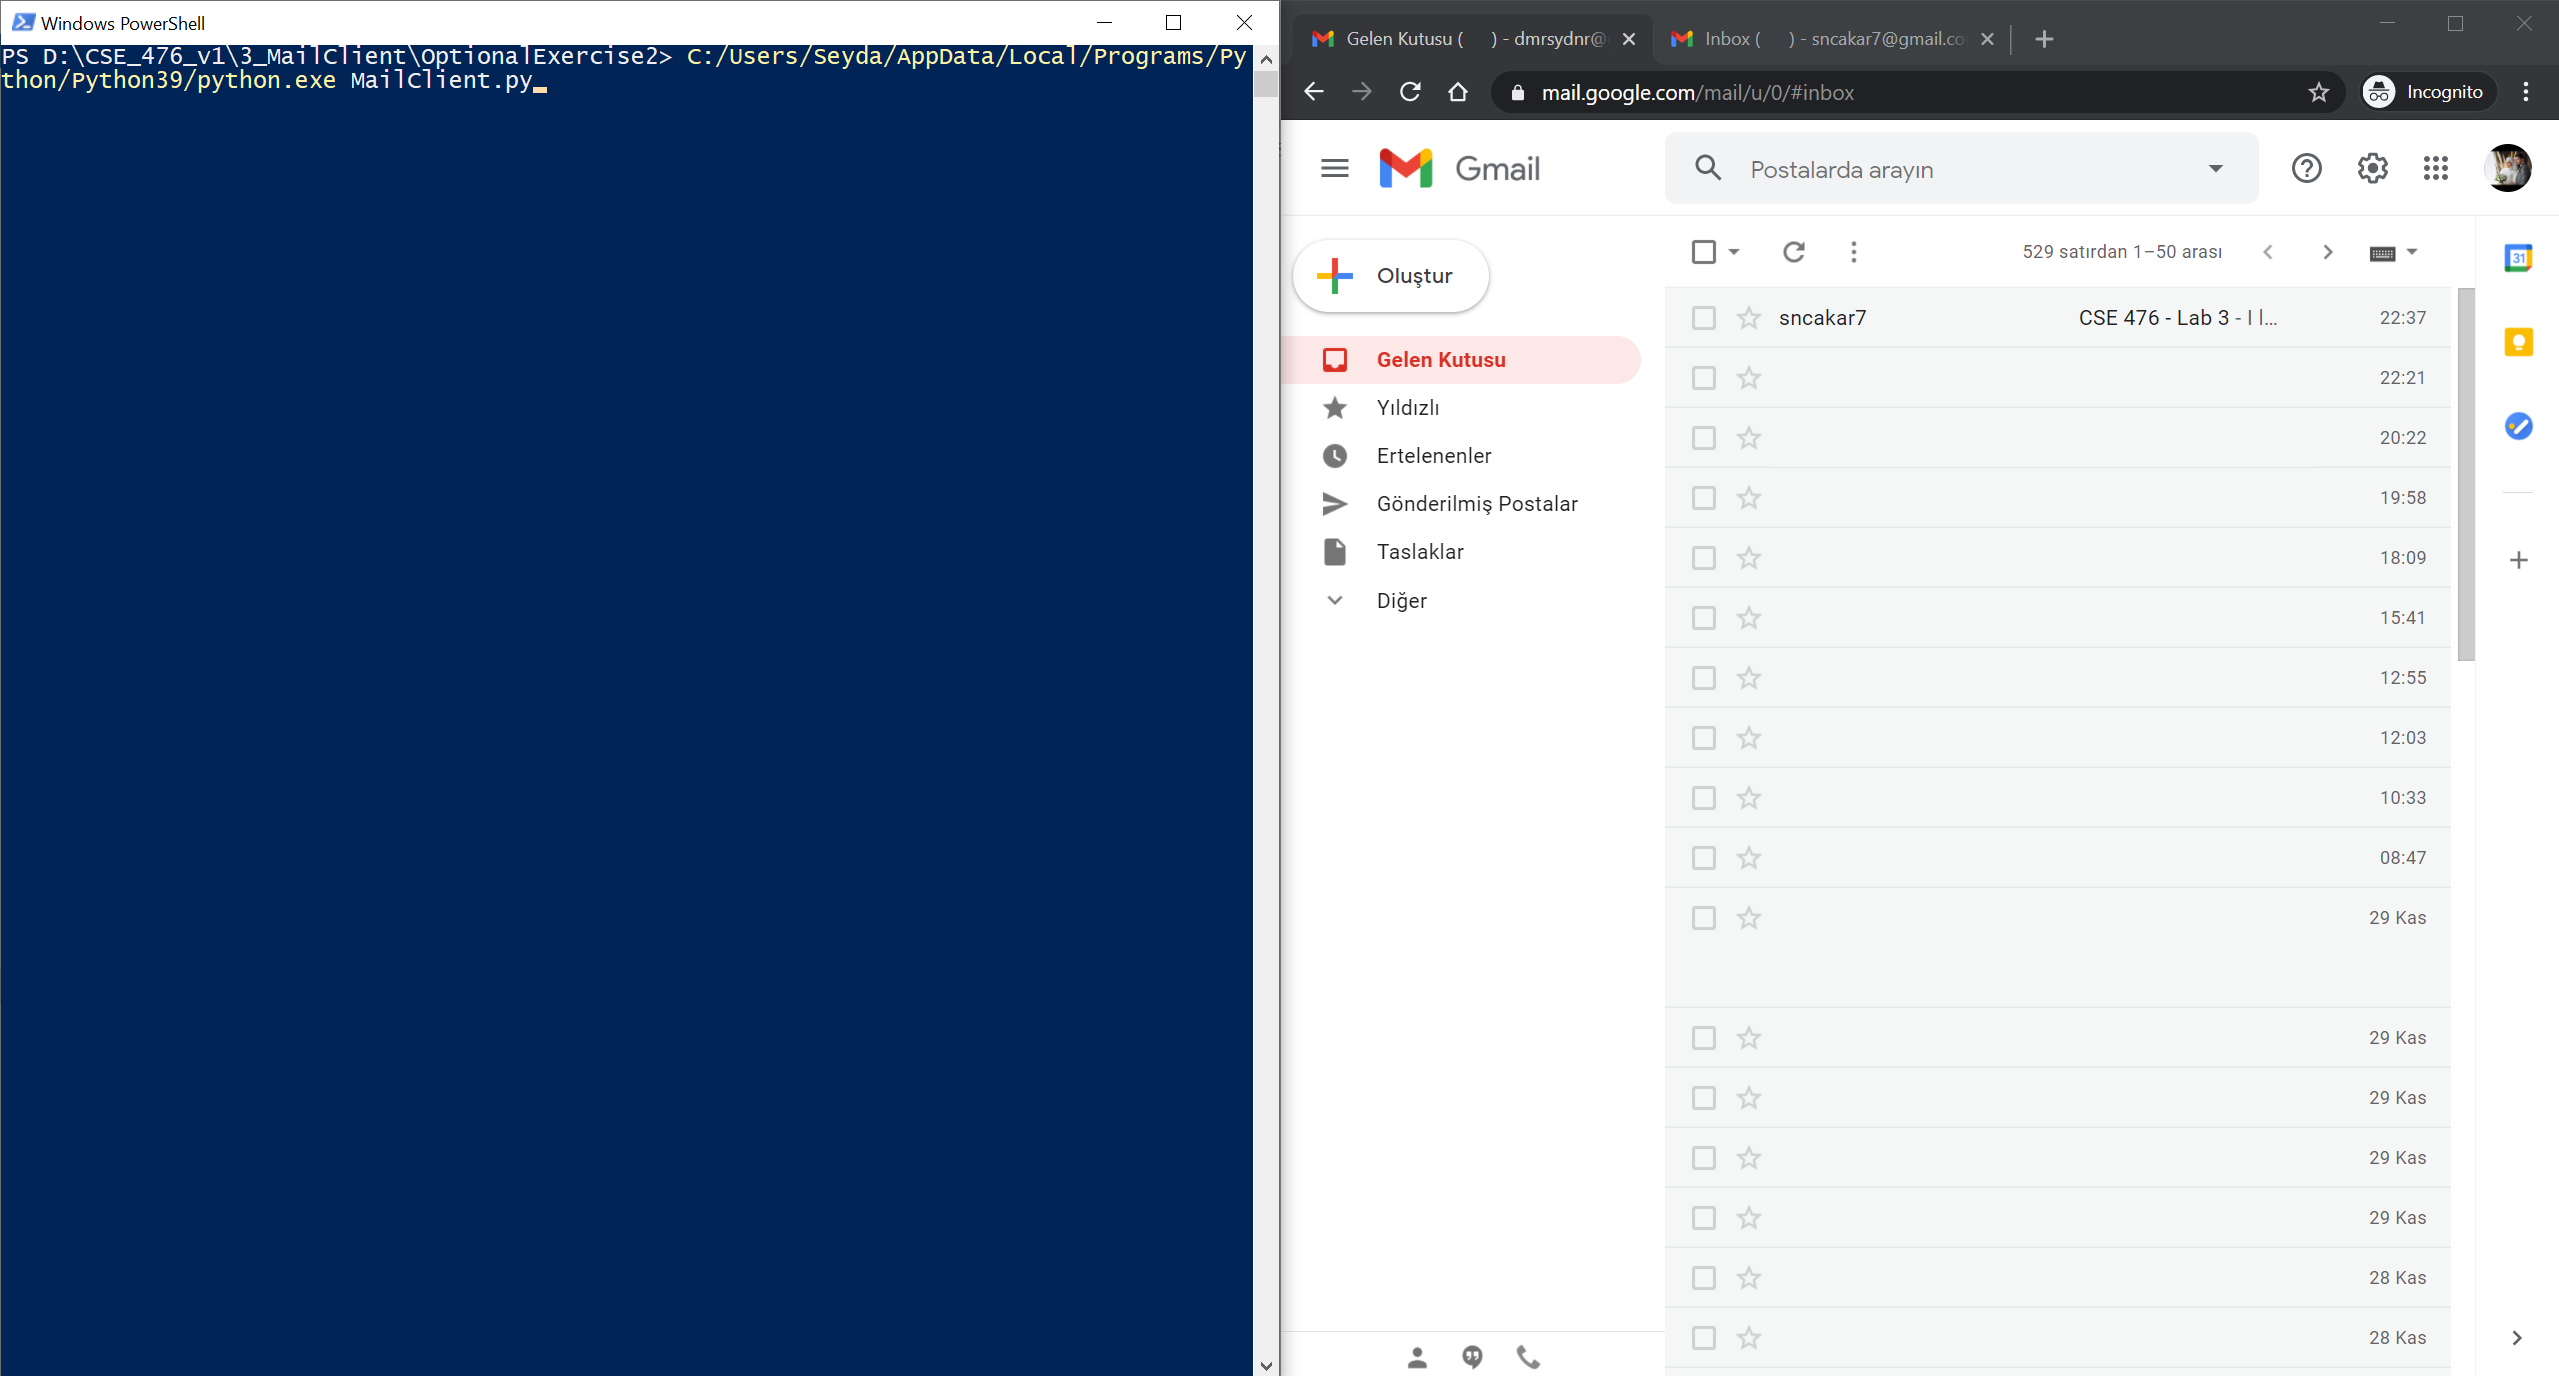 Windows PowerShell
PS D:\CSE_476_v1\3_MailClient\OptionalExercise2> C:/Users/Seyda/AppData/Local/Programs/Py
thon/Python39/python.exe MailClient.py
Gelen Kutusu ( ) - dmrsydnr@
Inbox ( ) - sncakar7@gmail.co
mail.google.com/mail/u/0/#inbox
Incognito
Gmail
Postalarda arayın
Oluştur
Gelen Kutusu
Yıldızlı
Ertelenenler
Gönderilmiş Postalar
Taslaklar
Diğer
529 satırdan 1–50 arası
sncakar7 CSE 476 - Lab 3 - I l... 22:37
22:21
20:22
19:58
18:09
15:41
12:55
12:03
10:33
08:47
29 Kas
29 Kas
29 Kas
29 Kas
29 Kas
28 Kas
28 Kas
31